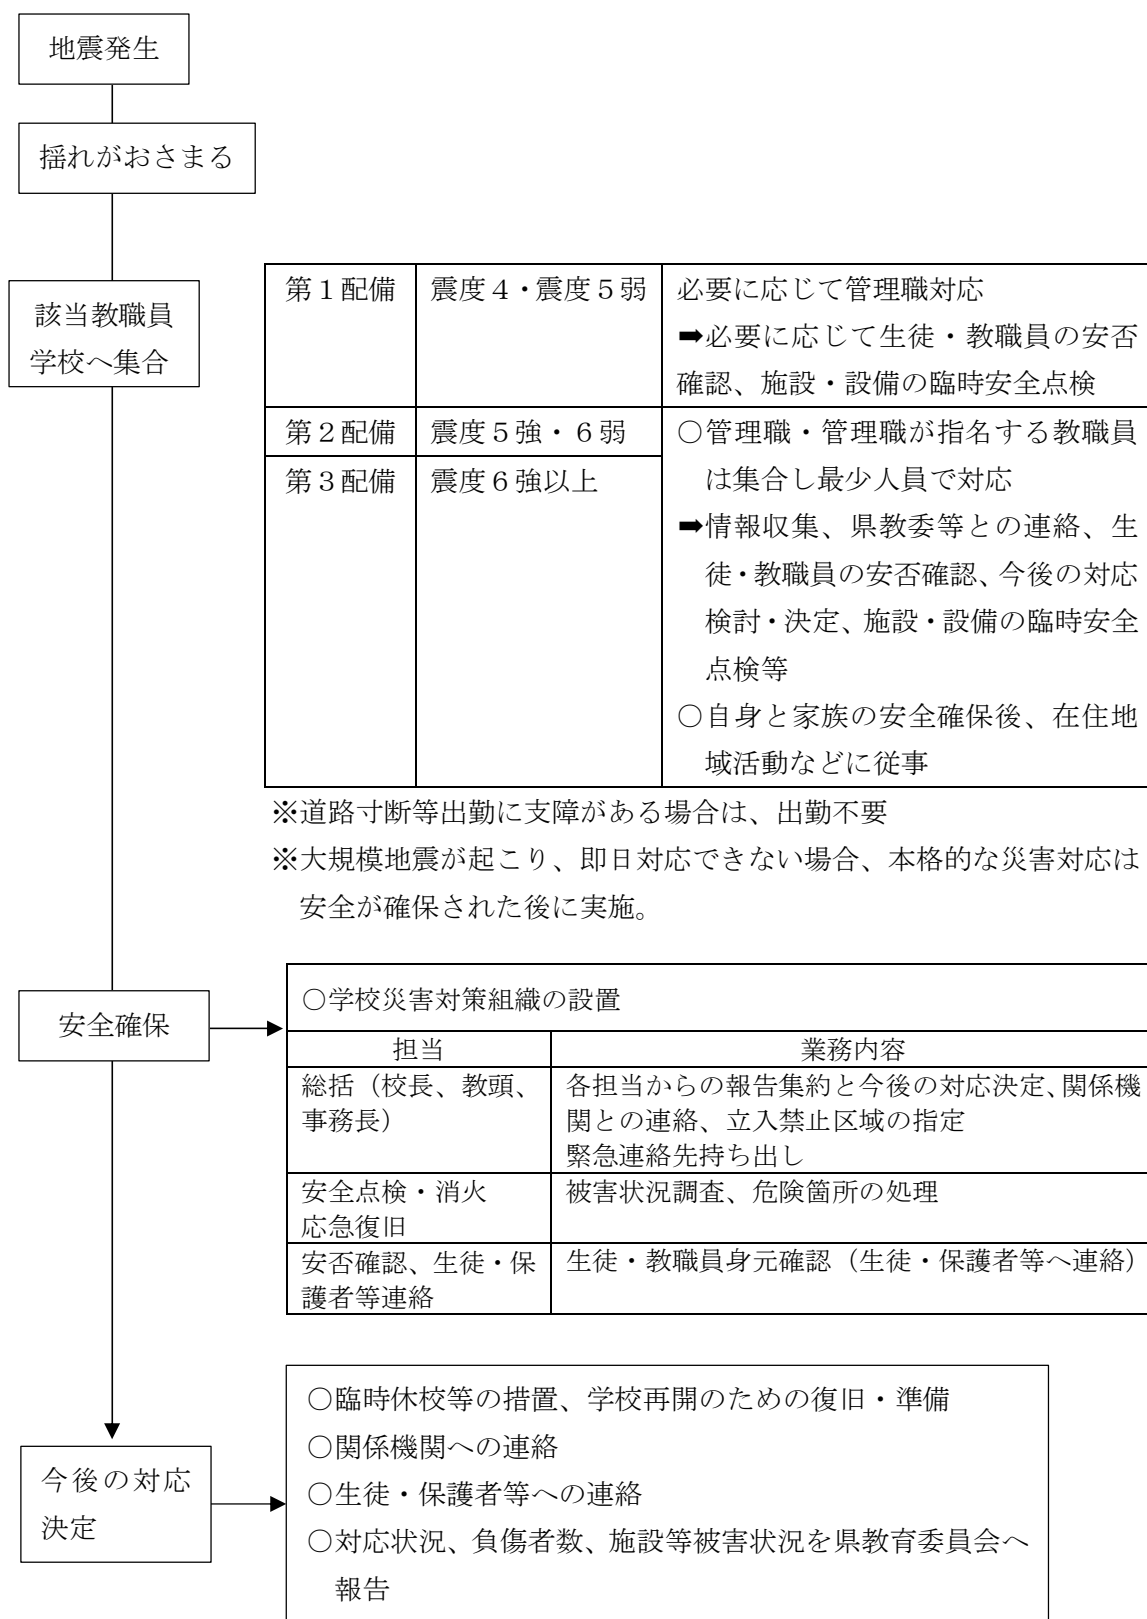 地震発生
揺れがおさまる
該当教職員
学校へ集合
第1配備 震度4・震度5弱 必要に応じて管理職対応
➡必要に応じて生徒・教職員の安否
確認、施設・設備の臨時安全点検
第2配備 震度5強・6弱 ○管理職・管理職が指名する教職員
第3配備 震度6強以上 は集合し最少人員で対応
➡情報収集、県教委等との連絡、生
徒・教職員の安否確認、今後の対応
検討・決定、施設・設備の臨時安全
点検等
○自身と家族の安全確保後、在住地
域活動などに従事
※道路寸断等出勤に支障がある場合は、出勤不要
※大規模地震が起こり、即日対応できない場合、本格的な災害対応は
安全が確保された後に実施。
安全確保
○学校災害対策組織の設置
担当 業務内容
総括（校長、教頭、 各担当からの報告集約と今後の対応決定、関係機
事務長） 関との連絡、立入禁止区域の指定
緊急連絡先持ち出し
安全点検・消火 被害状況調査、危険箇所の処理
応急復旧
安否確認、生徒・保 生徒・教職員身元確認（生徒・保護者等へ連絡）
護者等連絡
今後の対応
決定
○臨時休校等の措置、学校再開のための復旧・準備
○関係機関への連絡
○生徒・保護者等への連絡
○対応状況、負傷者数、施設等被害状況を県教育委員会へ
報告